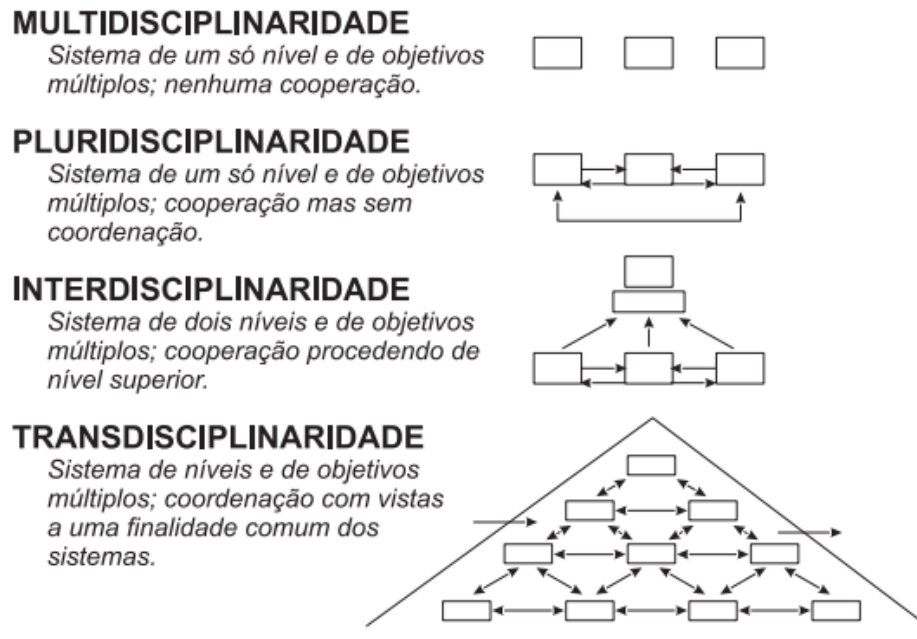 MULTIDISCIPLINARIDADE
Sistema de um só nível e de objetivos
múltiplos; nenhuma cooperação.
PLURIDISCIPLINARIDADE
Sistema de um só nível e de objetivos
múltiplos; cooperação mas sem
coordenação.
INTERDISCIPLINARIDADE
Sistema de dois níveis e de objetivos
múltiplos; cooperação procedendo de
nível superior.
TRANSDISCIPLINARIDADE
Sistema de níveis e de objetivos
múltiplos; coordenação com vistas
a uma finalidade comum dos
sistemas.